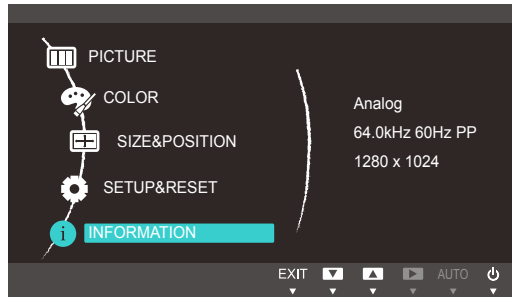 PICTURE
COLOR
SIZE&POSITION
SETUP&RESET
i INFORMATION
Analog
64.0kHz 60Hz PP
1280 x 1024
EXIT AUTO